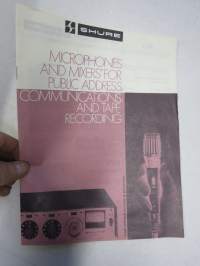 SHURE
MICROPHONES
AND MIXERS FOR
PUBLIC ADDRESS,
COMMUNICATIONS
AND TAPE
RECORDING